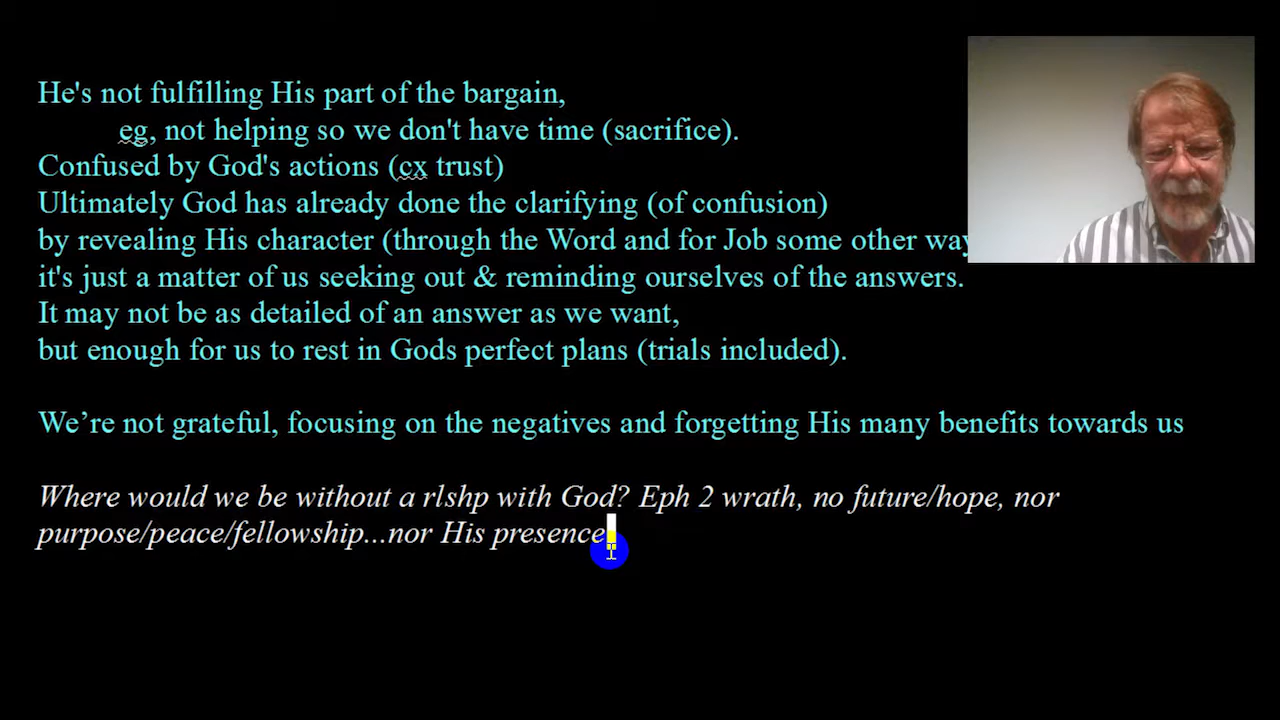 He's not fulfilling His part of the bargain,
eg, not helping so we don't have time (sacrifice).
Confused by God's actions (cx trust)
Ultimately God has already done the clarifying (of confusion)
by revealing His character (through the Word and for Job some other way
it's just a matter of us seeking out & reminding ourselves of the answers.
It may not be as detailed of an answer as we want,
but enough for us to rest in Gods perfect plans (trials included).
We’re not grateful, focusing on the negatives and forgetting His many benefits towards us
Where would we be without a rlshp with God? Eph 2 wrath, no future/hope, nor
purpose/peace/fellowship...nor His presence